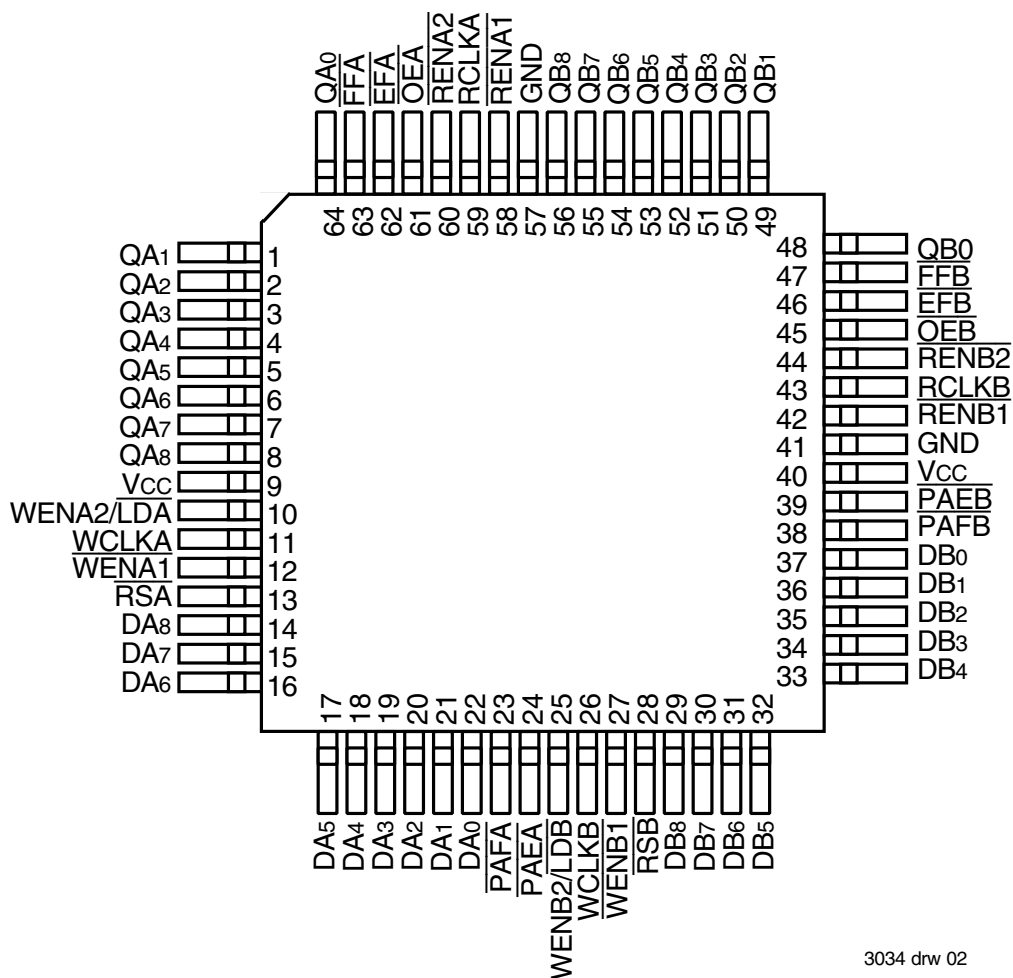 QA0
FFA
EFA
OEA
RENA2
RCLKA
RENA1
GND
QB8
QB7
QB6
QB5
QB4
QB3
QB2
QB1
64
63
62
61
60
59
58
57
56
55
54
53
52
51
50
49
QA1 1
QA2 2
QA3 3
QA4 4
QA5 5
QA6 6
QA7 7
QA8 8
VCC 9
WENA2/LDA 10
WCLKA 11
WENA1 12
RSA 13
DA8 14
DA7 15
DA6 16
48 QB0
47 FFB
46 EFB
45 OEB
44 RENB2
43 RCLKB
42 RENB1
41 GND
40 VCC
39 PAEB
38 PAFB
37 DB0
36 DB1
35 DB2
34 DB3
33 DB4
17
18
19
20
21
22
23
24
25
26
27
28
29
30
31
32
DA5
DA4
DA3
DA2
DA1
DA0
PAFA
PAEA
WENB2/LDB
WCLKB
WENB1
RSB
DB8
DB7
DB6
DB5
3034 drw 02